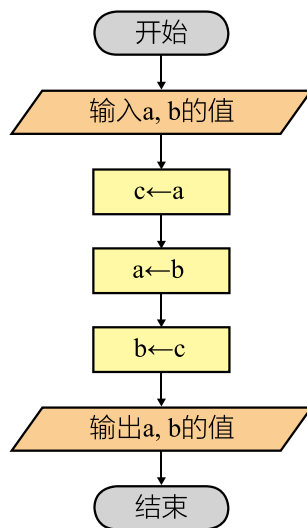 开始
输入a, b的值
c←a
a←b
b←c
输出a, b的值
结束